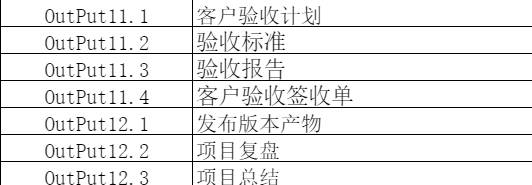 OutPut11.1 客户验收计划
OutPut11.2 验收标准
OutPut11.3 验收报告
OutPut11.4 客户验收签收单
OutPut12.1 发布版本产物
OutPut12.2 项目复盘
OutPut12.3 项目总结